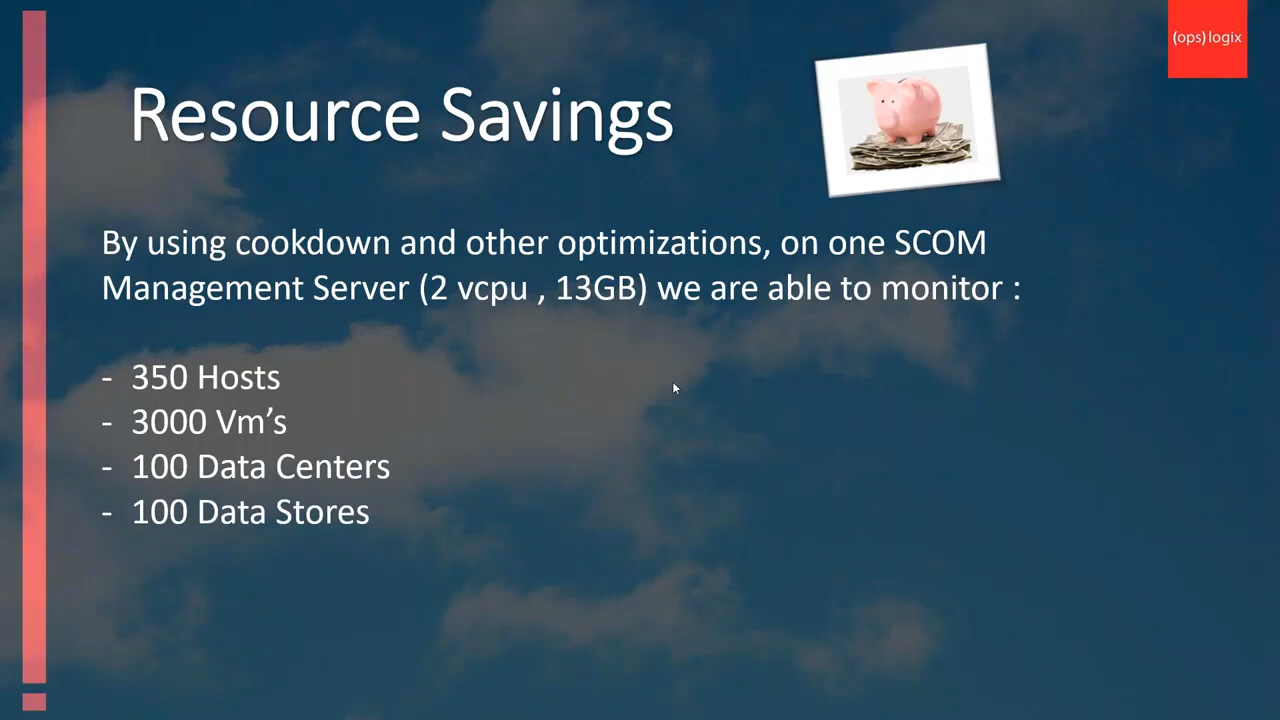 (ops)logix
Resource Savings
By using cookdown and other optimizations, on one SCOM
Management Server (2 vcpu , 13GB) we are able to monitor :
- 350 Hosts
- 3000 Vm’s
- 100 Data Centers
- 100 Data Stores